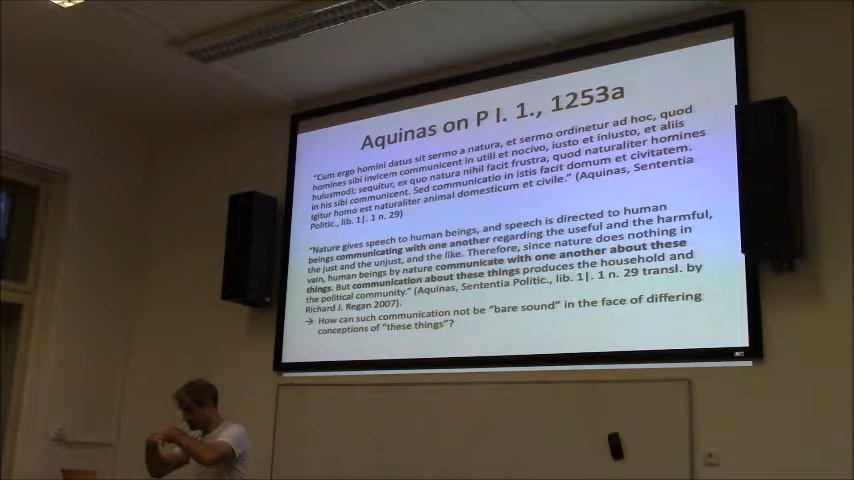 Aquinas on P I. 1., 1253a
"Cum ergo homini datus sit sermo a natura, et sermo ordinetur ad hoc, quod
homines sibi invicem communicent in utili et nocivo, iusto et iniusto, et aliis
huiusmodi; sequitur, ex quo natura nihil facit frustra, quod naturaliter homines
in his sibi communicent. Sed communicatio in istis facit domum et civitatem.
Igitur homo est naturaliter animal domesticum et civile." (Aquinas, Sententia
Politic., lib. 1 l. 1 n. 29)
"Nature gives speech to human beings, and speech is directed to human
beings communicating with one another regarding the useful and the harmful,
the just and the unjust, and the like. Therefore, since nature does nothing in
vain, human beings by nature communicate with one another about these
things. But communication about these things produces the household and
the political community." (Aquinas, Sententia Politic., lib. 1 l. 1 n. 29 transl. by
Richard J. Regan 2007).
→ How can such communication not be "bare sound" in the face of differing
conceptions of "these things"?